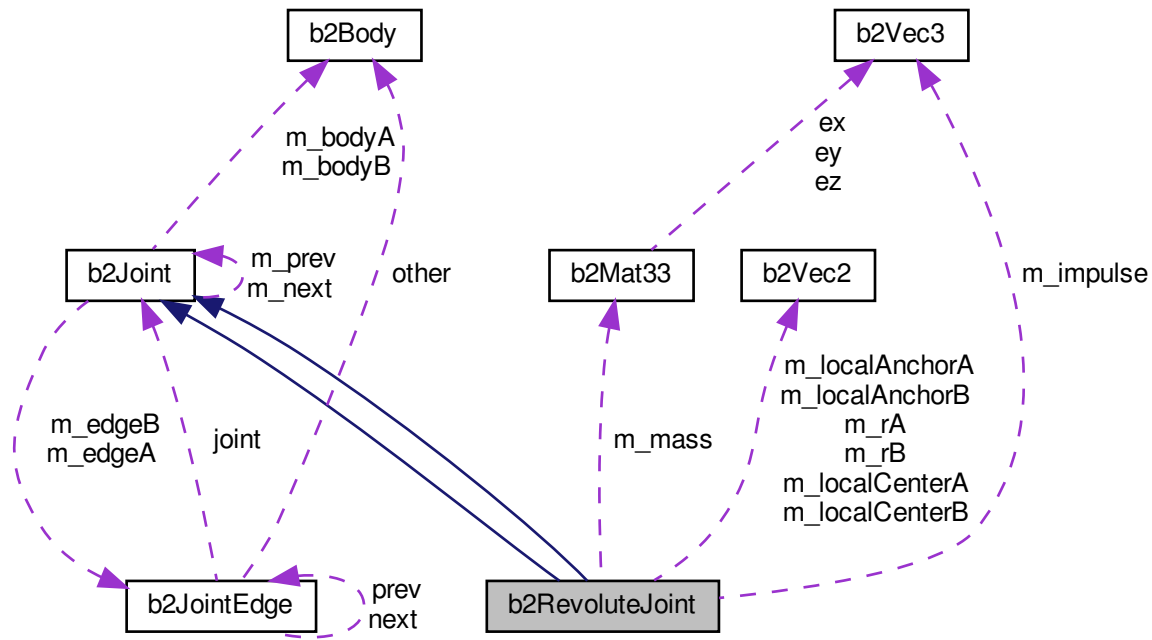 b2Body
b2Vec3
m_bodyA
m_bodyB
ex
ey
ez
b2Joint
m_prev
m_next
other
b2Mat33
b2Vec2
m_impulse
m_edgeB
m_edgeA
joint
m_mass
m_localAnchorA
m_localAnchorB
m_rA
m_rB
m_localCenterA
m_localCenterB
b2JointEdge
prev
next
b2RevoluteJoint